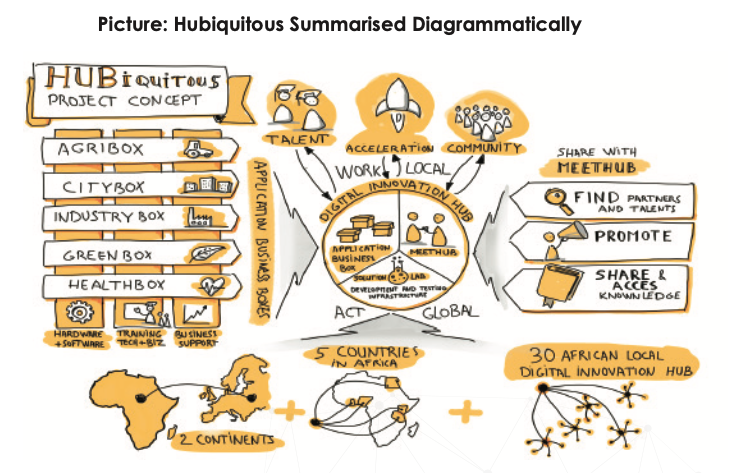 Picture: Hubiquitous Summarised Diagrammatically
HUBiquitous
PROJECT CONCEPT
AGRIBOX
CITYBOX
INDUSTRY BOX
GREEN BOX
HEALTHBOX
HARDWARE
+SOFTWARE
TRAINING
TECH+BIZ
BUSINESS
SUPPORT
APPLICATION BUSINESS BOXES
TALENT
ACCELERATION
COMMUNITY
WORK LOCAL
DIGITAL INNOVATION HUB
APPLICATION
BUSINESS
BOX
MEETHUB
SOLUTION LAB
DEVELOPMENT AND TESTING
INFRASTRUCTURE
ACT GLOBAL
SHARE WITH
MEETHUB
FIND PARTNERS
AND TALENTS
PROMOTE
SHARE &
ACCES
KNOWLEDGE
2 CONTINENTS
+
5 COUNTRIES
IN AFRICA
+
30 AFRICAN LOCAL
DIGITAL INNOVATION HUB